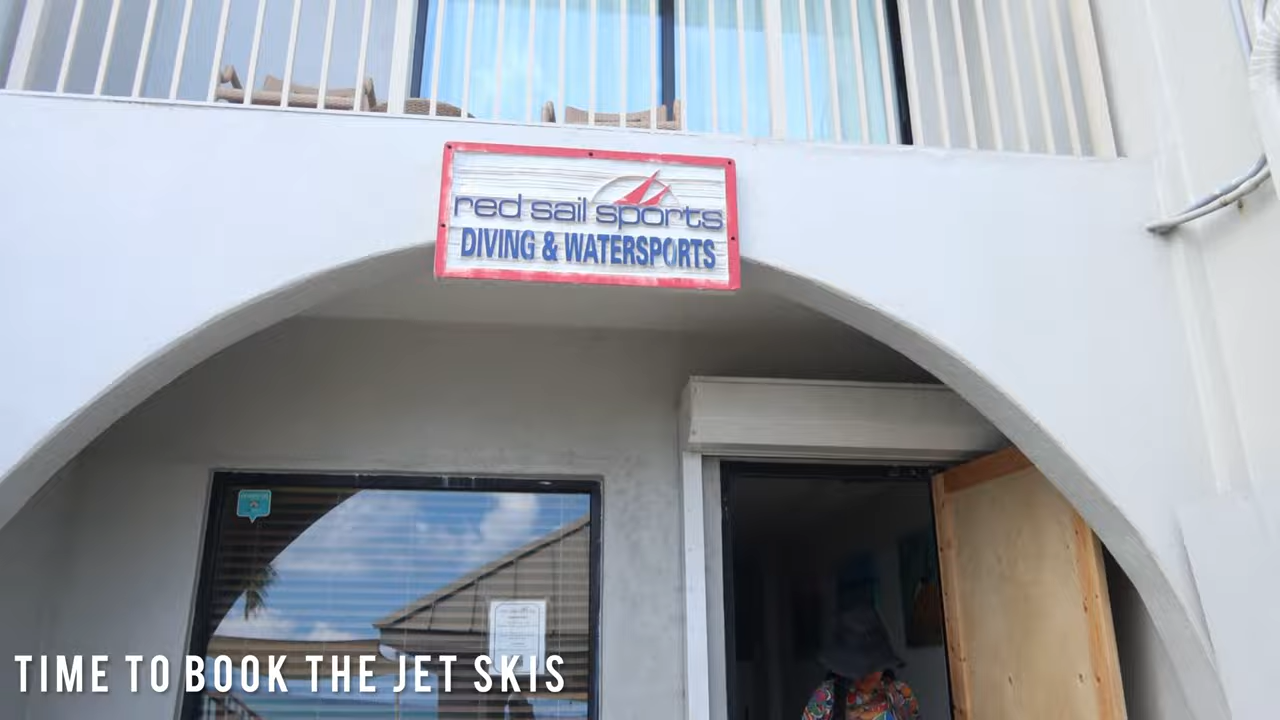 red sail sports
DIVING & WATERSPORTS
TIME TO BOOK THE JET SKIS